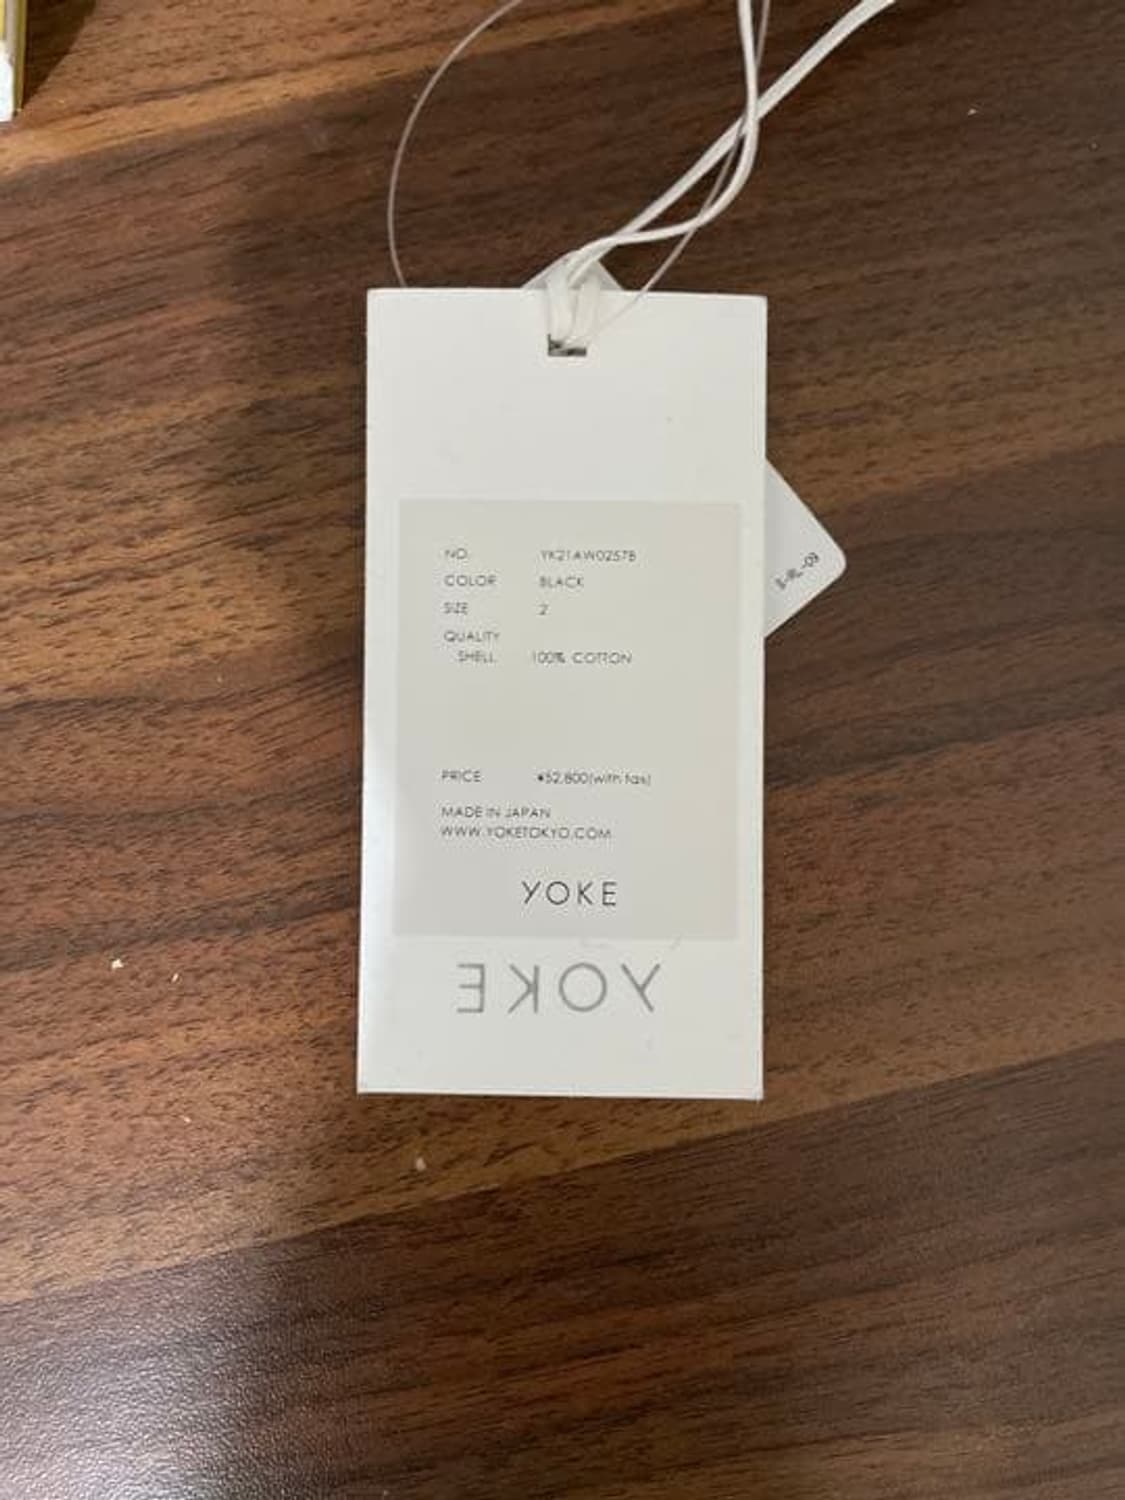 NO. YK21AW0257B
COLOR BLACK
SIZE 2
QUALITY
SHELL 100% COTTON
PRICE ¥52,800(with tax)
MADE IN JAPAN
WWW.YOKETOKYO.COM
YOKE
YOKE